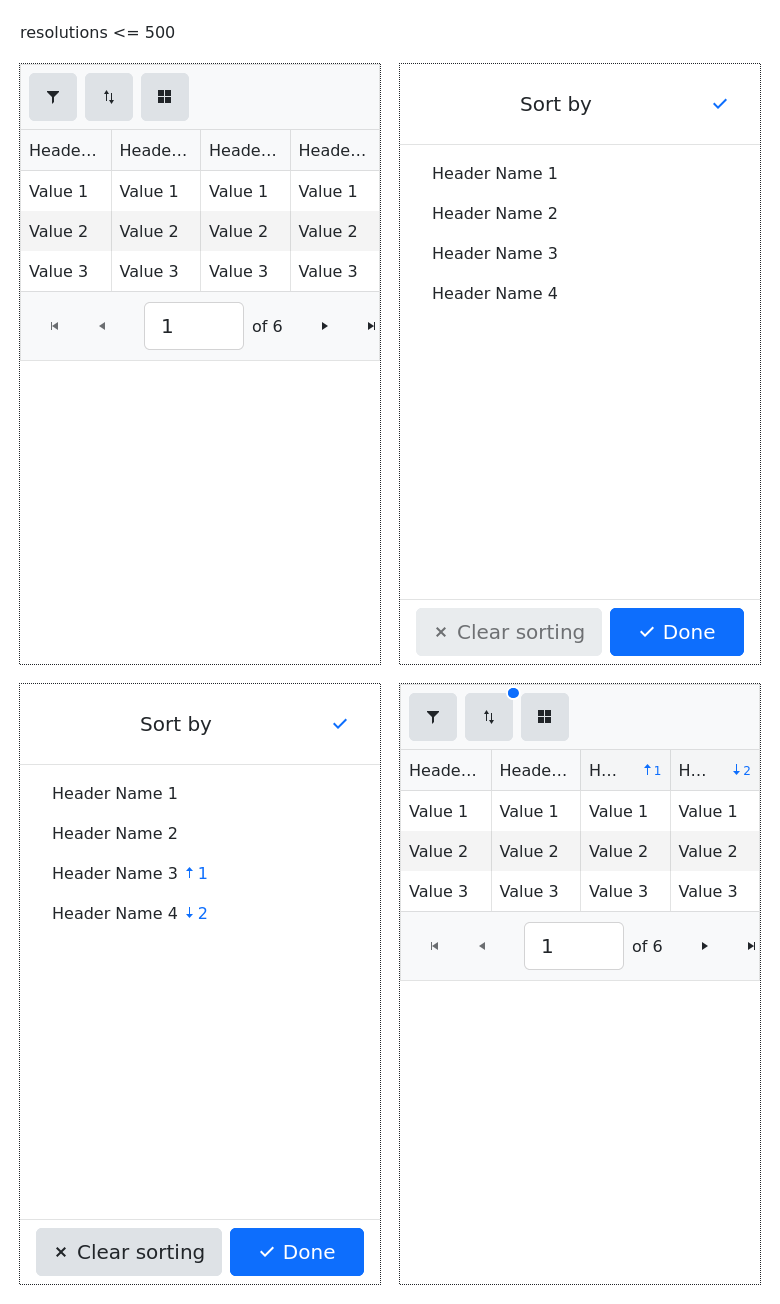 resolutions <= 500
Heade... Heade... Heade... Heade...
Value 1 Value 1 Value 1 Value 1
Value 2 Value 2 Value 2 Value 2
Value 3 Value 3 Value 3 Value 3
1 of 6
Sort by
Header Name 1
Header Name 2
Header Name 3
Header Name 4
Clear sorting Done
Sort by
Header Name 1
Header Name 2
Header Name 3 ↑ 1
Header Name 4 ↓ 2
Clear sorting Done
Heade... Heade... H... ↑1 H... ↓2
Value 1 Value 1 Value 1 Value 1
Value 2 Value 2 Value 2 Value 2
Value 3 Value 3 Value 3 Value 3
1 of 6